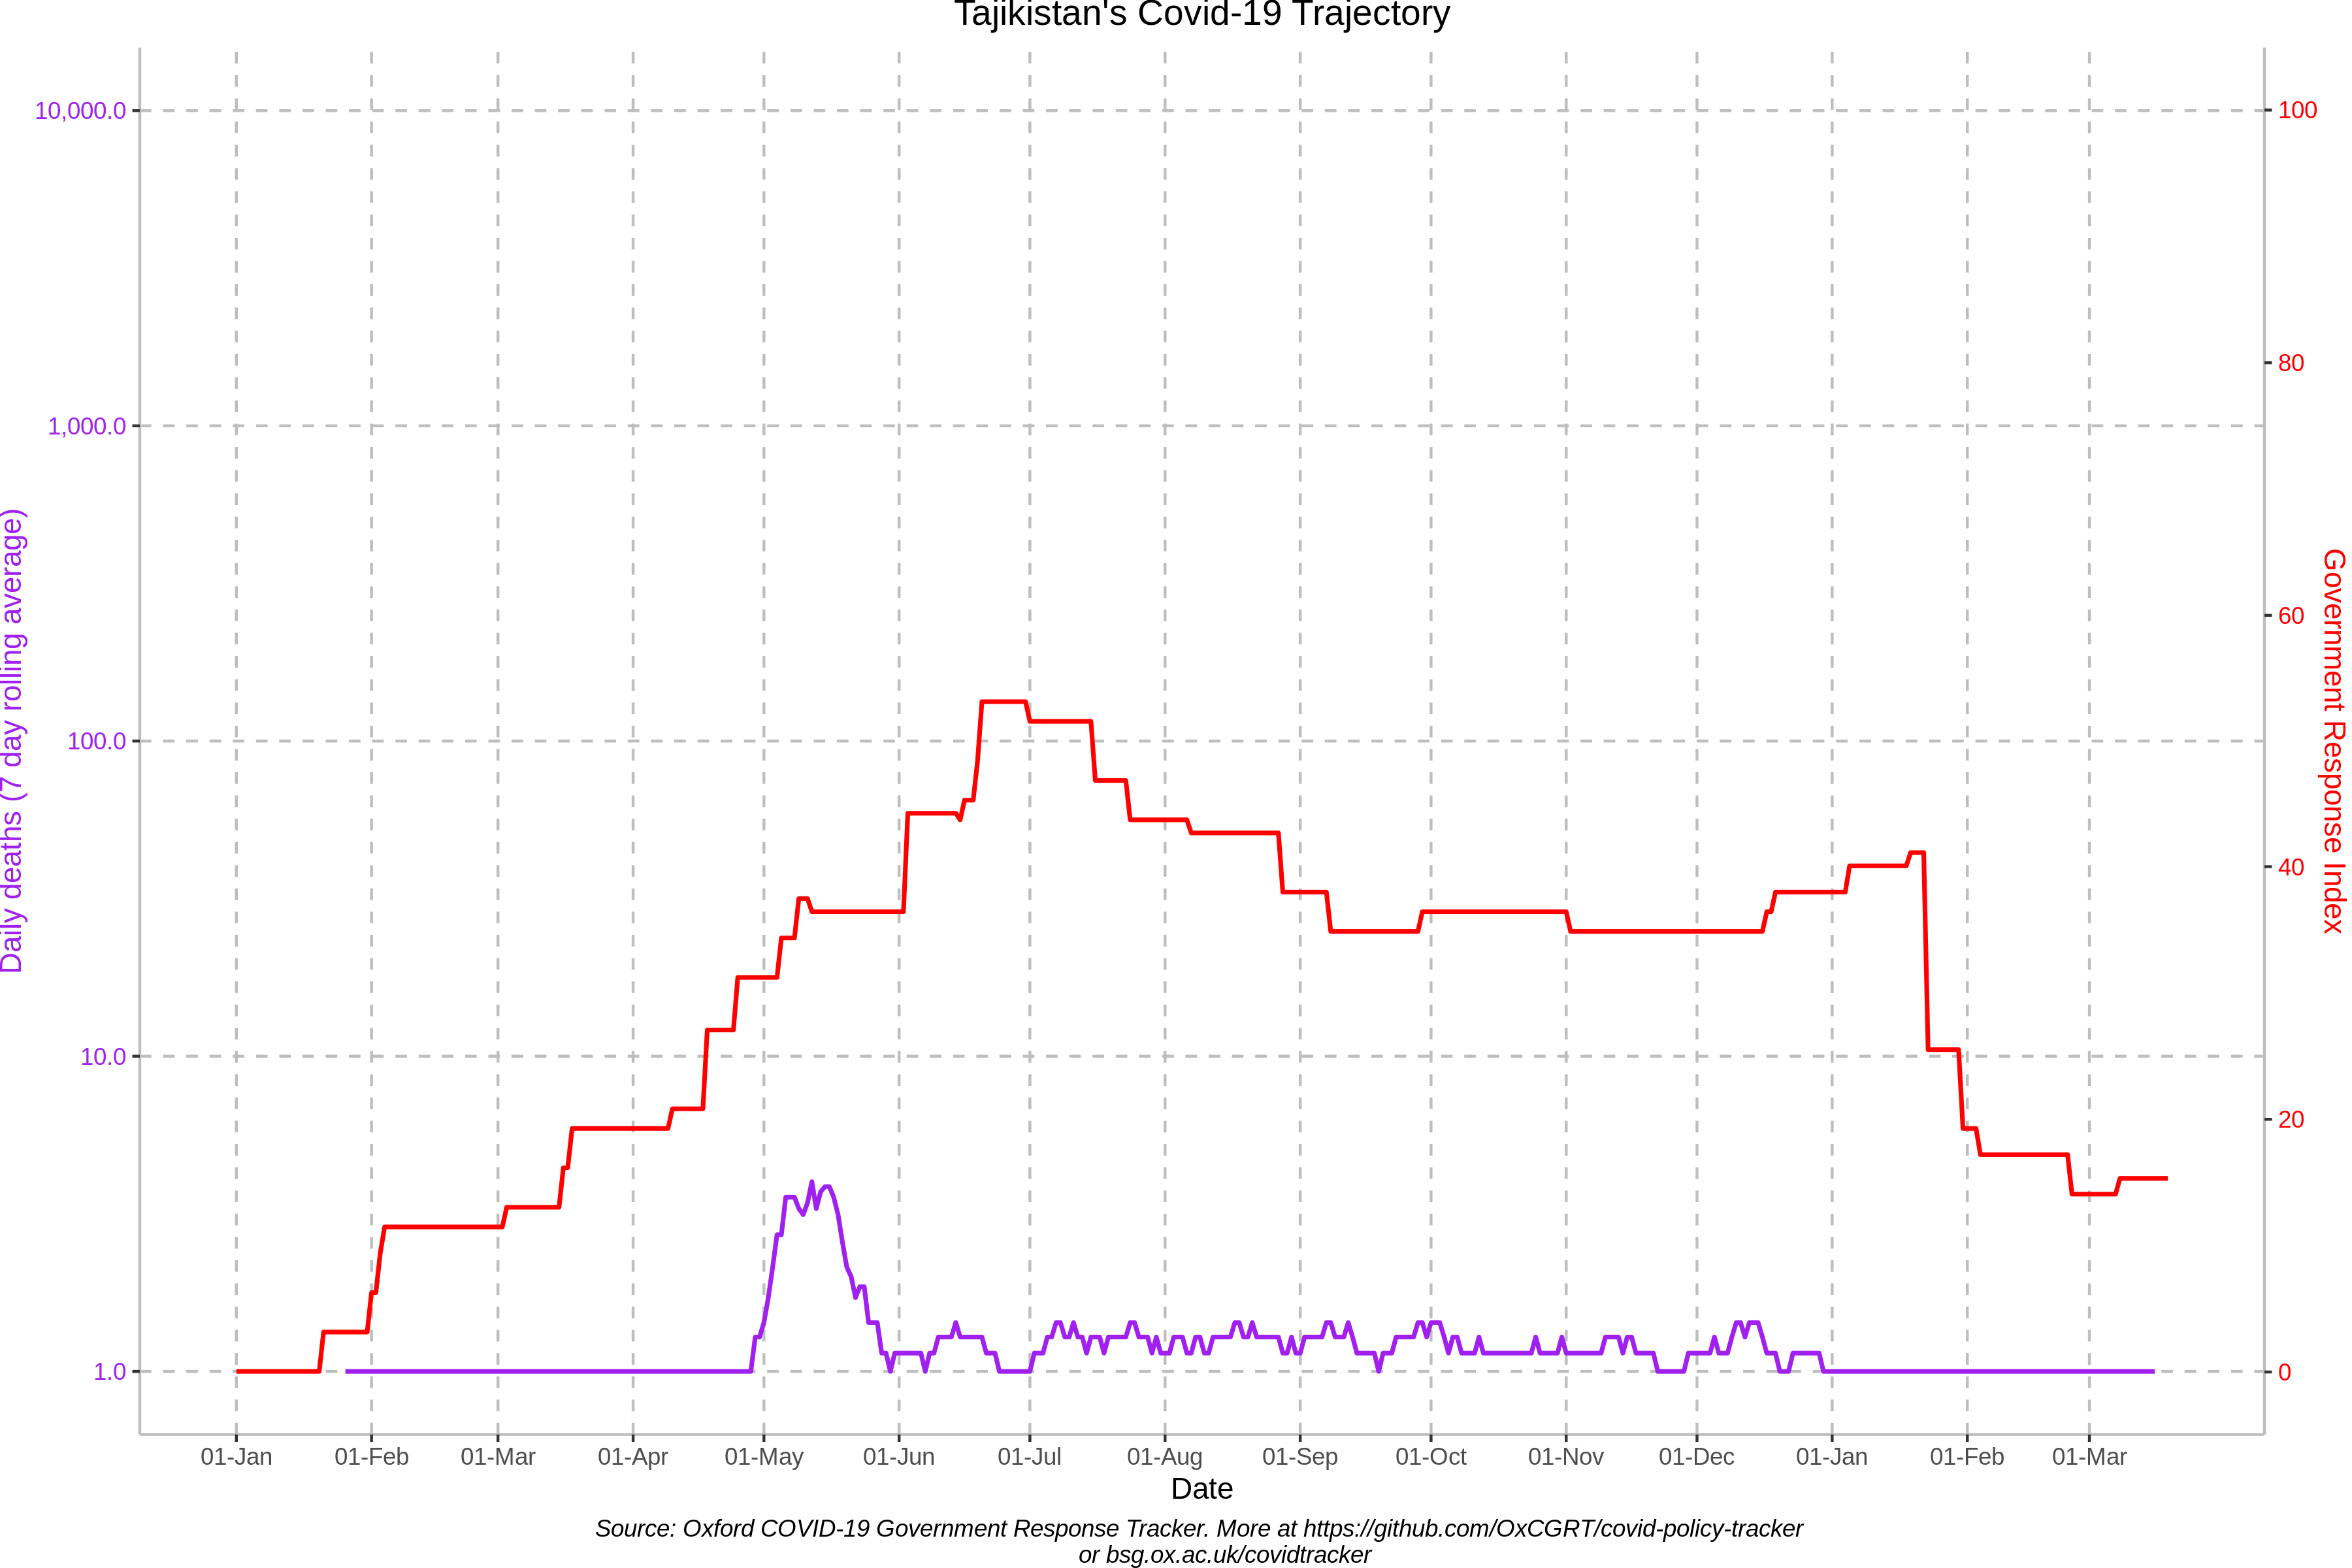 Tajikistan's Covid-19 Trajectory
10,000.0
1,000.0
100.0
10.0
1.0
Daily deaths (7 day rolling average)
100
80
60
40
20
0
Government Response Index
01-Jan 01-Feb 01-Mar 01-Apr 01-May 01-Jun 01-Jul 01-Aug 01-Sep 01-Oct 01-Nov 01-Dec 01-Jan 01-Feb 01-Mar
Date
Source: Oxford COVID-19 Government Response Tracker. More at https://github.com/OxCGRT/covid-policy-tracker
or bsg.ox.ac.uk/covidtracker